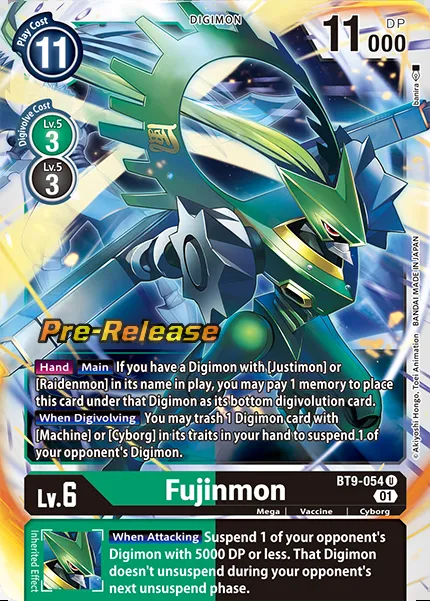 DIGIMON
Play Cost
11
11000
DP
Digivolve Cost
Lv.5
3
Lv.5
3
banira
©Akiyoshi Hongo, Toei Animation BANDAI MADE IN JAPAN
Pre-Release
Hand Main If you have a Digimon with [Justimon] or
[Raidenmon] in its name in play, you may pay 1 memory to place
this card under that Digimon as its bottom digivolution card.
When Digivolving You may trash 1 Digimon card with
[Machine] or [Cyborg] in its traits in your hand to suspend 1 of
your opponent's Digimon.
BT9-054 U
Lv.6
Fujinmon
01
Mega | Vaccine | Cyborg
Inherited Effect
When Attacking Suspend 1 of your opponent's
Digimon with 5000 DP or less. That Digimon
doesn't unsuspend during your opponent's
next unsuspend phase.